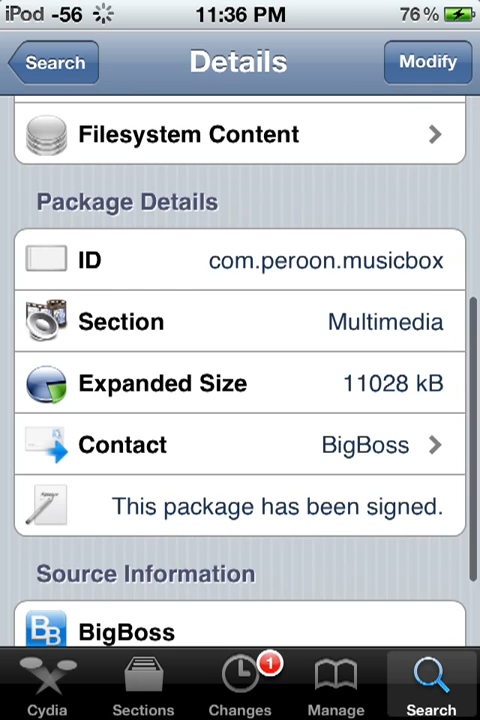 iPod -56 11:36 PM 76%
Search Details Modify
Filesystem Content
Package Details
ID com.peroon.musicbox
Section Multimedia
Expanded Size 11028 kB
Contact BigBoss
This package has been signed.
Source Information
BB BigBoss
1
Cydia Sections Changes Manage Search